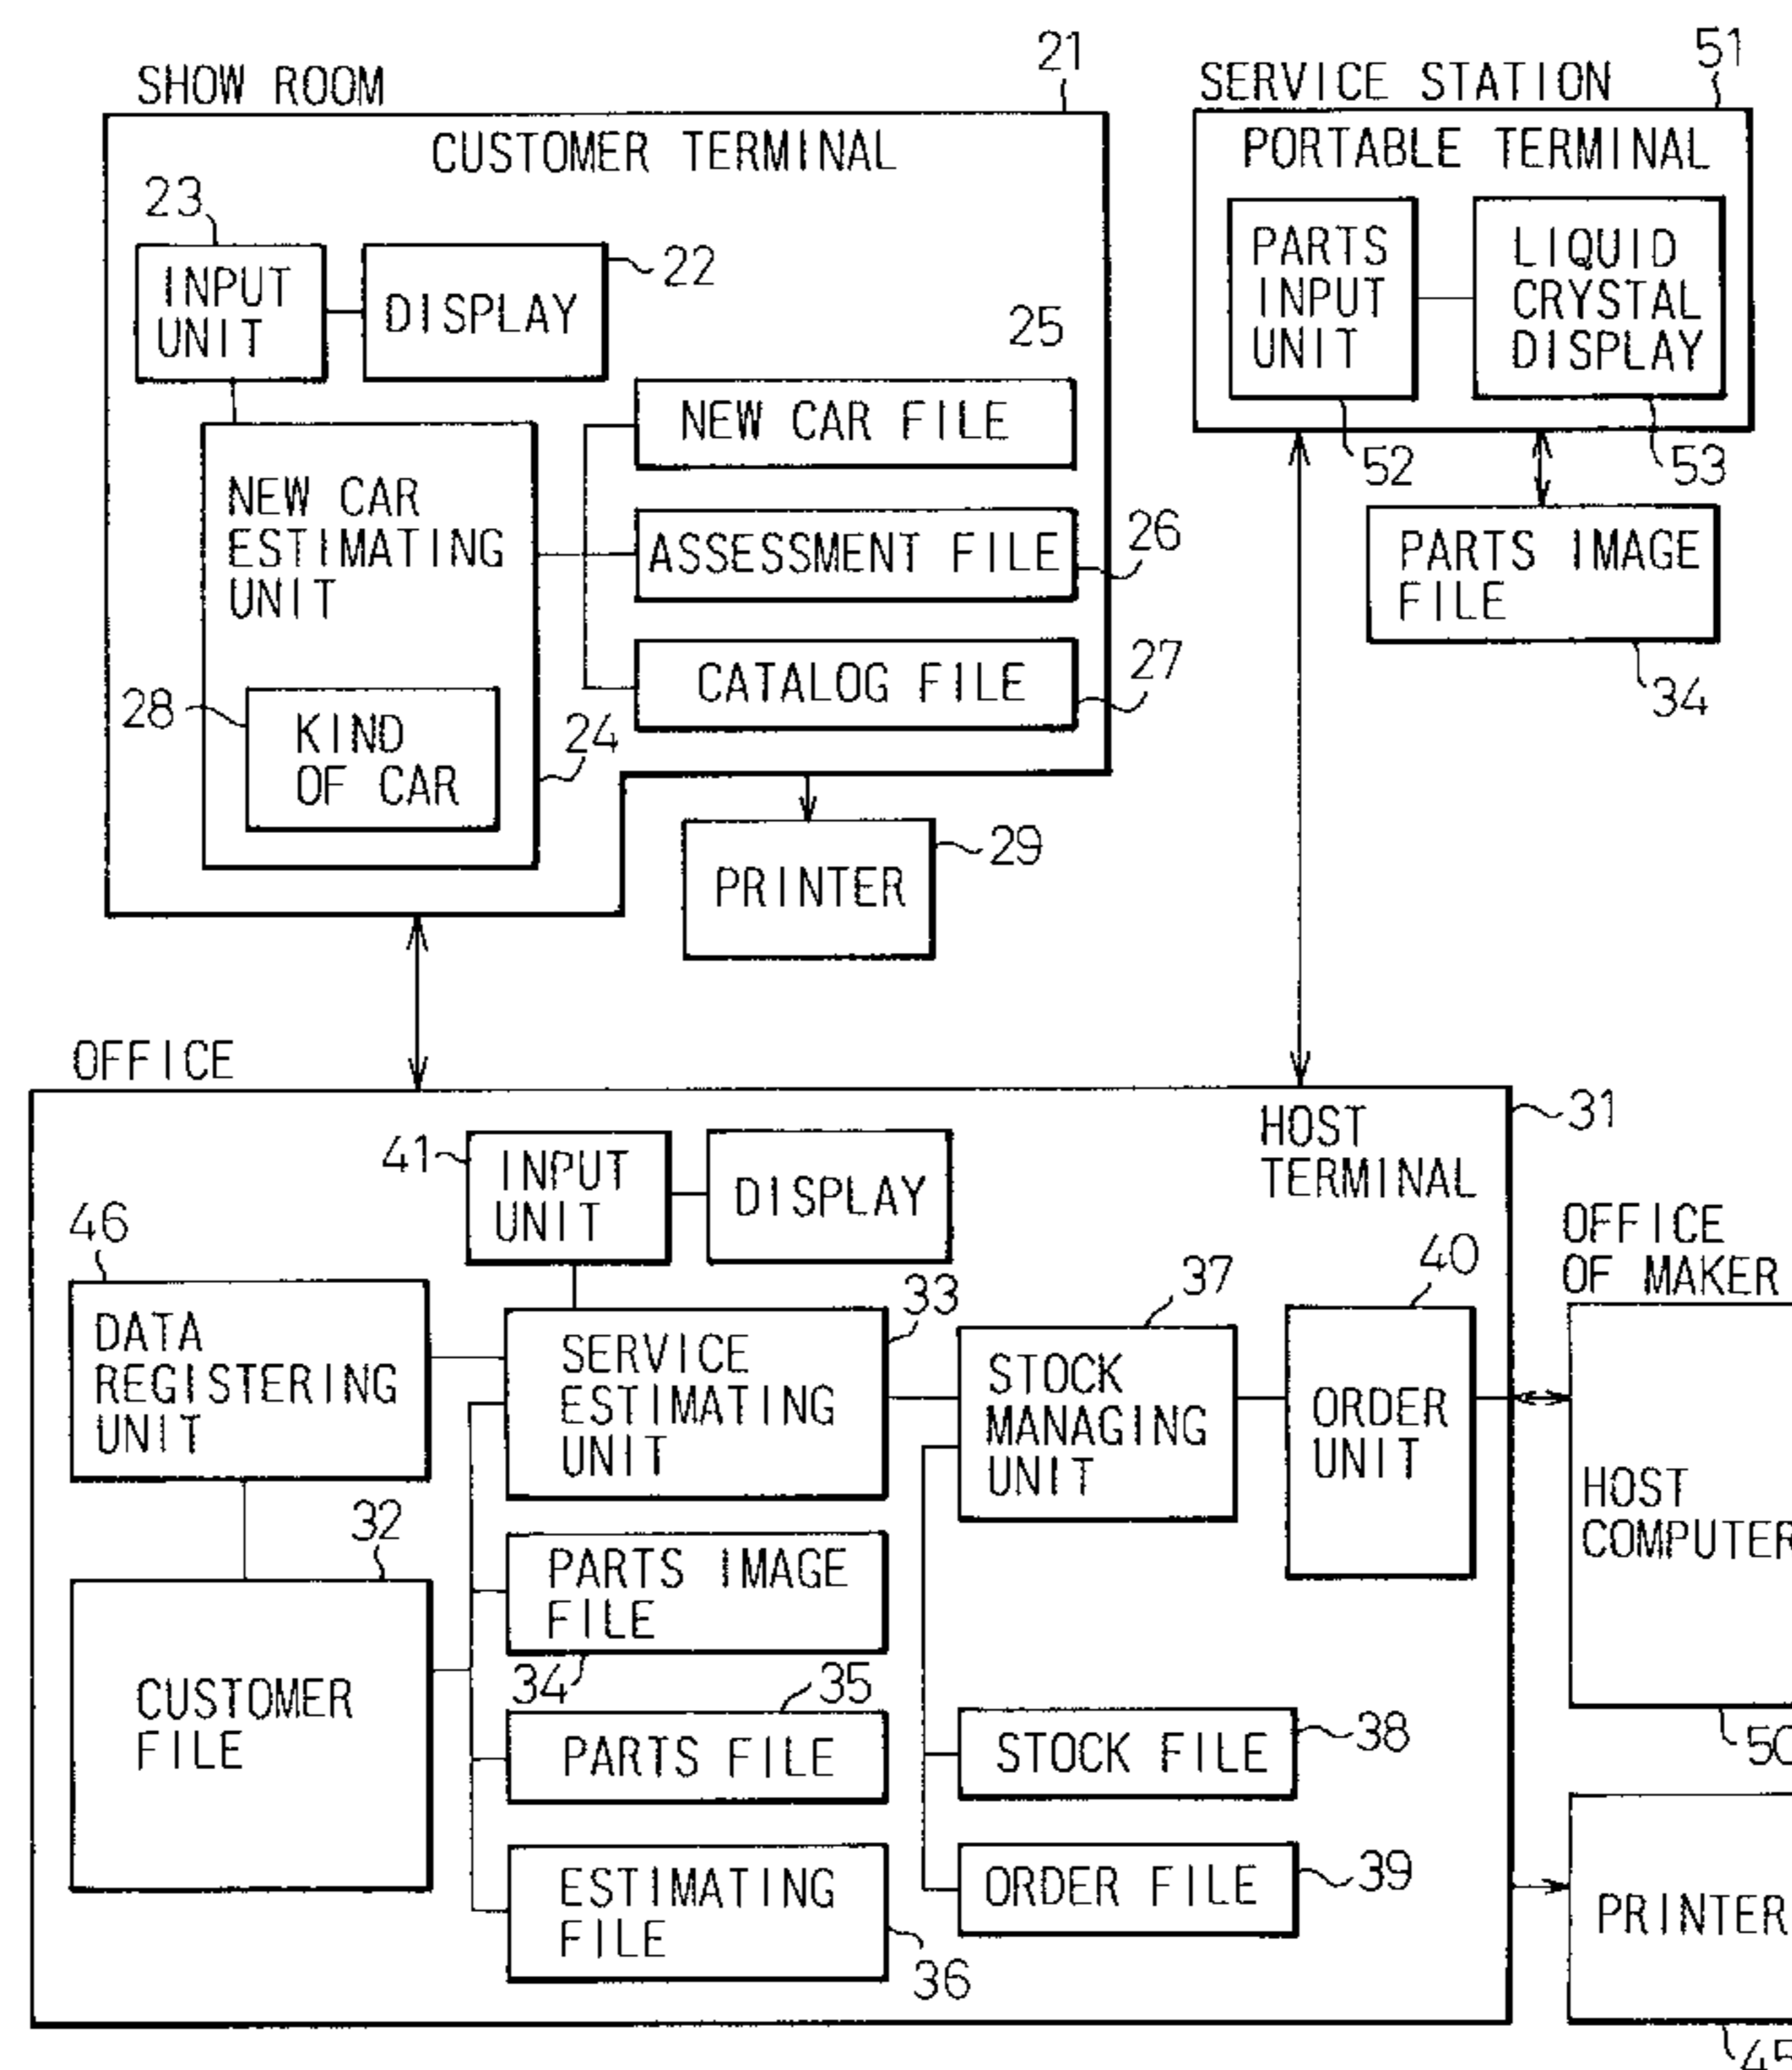 SHOW ROOM
21
CUSTOMER TERMINAL
23
INPUT
UNIT
DISPLAY
22
25
NEW CAR FILE
NEW CAR
ESTIMATING
UNIT
ASSESSMENT FILE
26
CATALOG FILE
27
28
KIND
OF CAR
24
PRINTER
29
SERVICE STATION
51
PORTABLE TERMINAL
PARTS
INPUT
UNIT
LIQUID
CRYSTAL
DISPLAY
52
53
PARTS IMAGE
FILE
34
OFFICE
HOST
TERMINAL
31
41
INPUT
UNIT
DISPLAY
46
DATA
REGISTERING
UNIT
33
SERVICE
ESTIMATING
UNIT
37
STOCK
MANAGING
UNIT
40
ORDER
UNIT
OFFICE
OF MAKER
HOST
COMPUTER
50
32
CUSTOMER
FILE
PARTS IMAGE
FILE
34
35
PARTS FILE
ESTIMATING
FILE
36
STOCK FILE
38
ORDER FILE
39
PRINTER
45